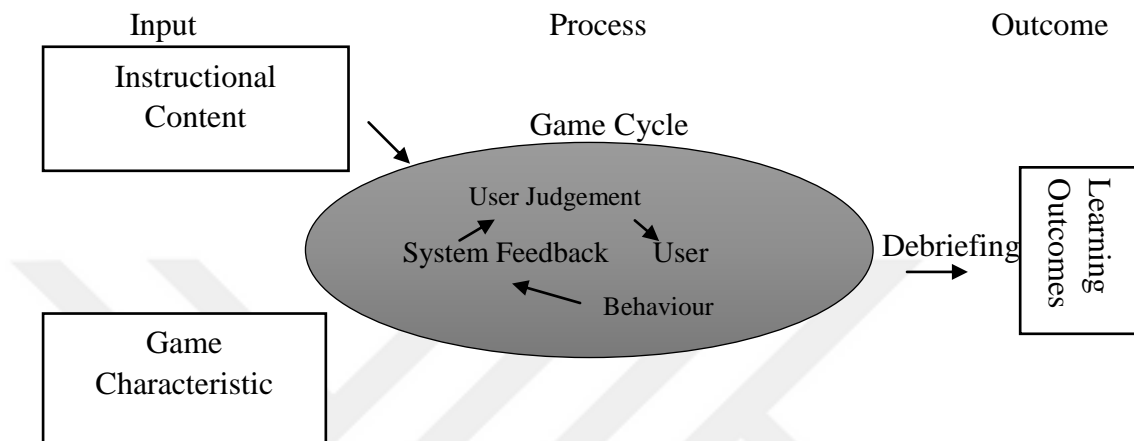 Input
Process
Outcome
Instructional
Content
Game Cycle
User Judgement
System Feedback
User
Behaviour
Debriefing
Learning
Outcomes
Game
Characteristic